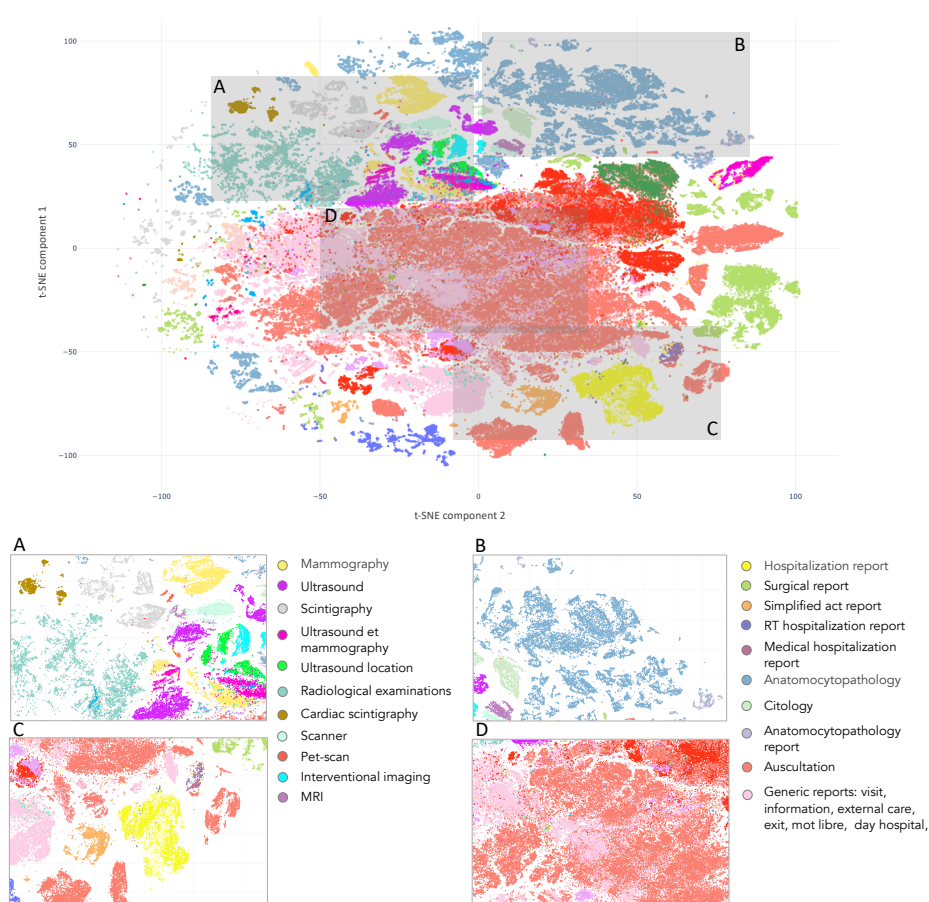 100
50
0
−50
−100
t-SNE component 1
A
B
D
C
−100
−50
0
50
100
t-SNE component 2
A
Mammography
Ultrasound
Scintigraphy
Ultrasound et
mammography
Ultrasound location
Radiological examinations
Cardiac scintigraphy
Scanner
Pet-scan
Interventional imaging
MRI
B
Hospitalization report
Surgical report
Simplified act report
RT hospitalization report
Medical hospitalization
report
Anatomocytopathology
Citology
Anatomocytopathology
report
Auscultation
Generic reports: visit,
information, external care,
exit, mot libre, day hospital,
C
D